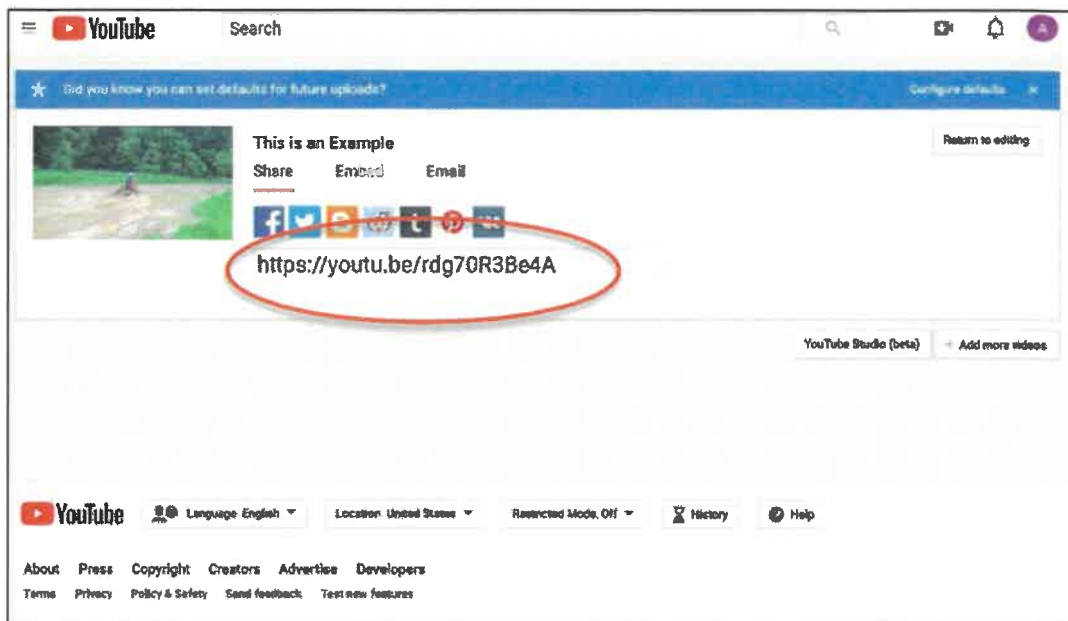 YouTube Search A
Did you know you can set defaults for future uploads? Configure defaults ×
This is an Example Return to editing
Share Embed Email
https://youtu.be/rdg70R3Be4A
YouTube Studio (beta) + Add more videos
YouTube Language: English Location: United States Restricted Mode: Off History Help
About Press Copyright Creators Advertise Developers
Terms Privacy Policy & Safety Send feedback Test new features